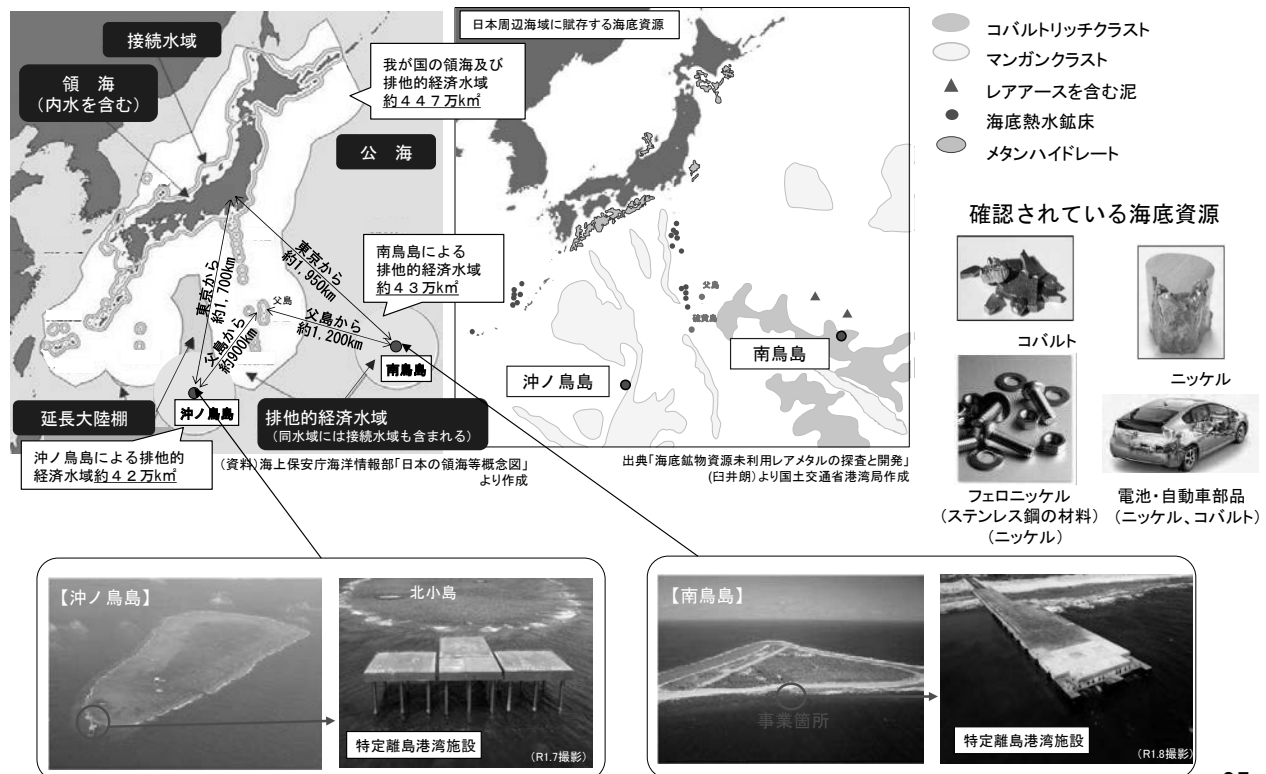 接続水域
領　海
（内水を含む）
我が国の領海及び
排他的経済水域
約４４７万k㎡
公　海
南鳥島による
排他的経済水域
約４３万k㎡
東京から
約1,950km
東京から
約1,700km
父島
父島から
約1,200km
父島から
約900km
南鳥島
沖ノ鳥島
延長大陸棚
排他的経済水域
（同水域には接続水域も含まれる）
沖ノ鳥島による排他的
経済水域約４２万k㎡
(資料)海上保安庁海洋情報部「日本の領海等概念図」
より作成
日本周辺海域に賦存する海底資源
父島
硫黄島
南鳥島
沖ノ鳥島
出典「海底鉱物資源未利用レアメタルの探査と開発」
(臼井朗)より国土交通省港湾局作成
コバルトリッチクラスト
マンガンクラスト
レアアースを含む泥
海底熱水鉱床
メタンハイドレート
確認されている海底資源
コバルト
ニッケル
フェロニッケル
（ステンレス鋼の材料）
（ニッケル）
電池・自動車部品
（ニッケル、コバルト）
【沖ノ鳥島】
北小島
特定離島港湾施設
（R1.7撮影）
【南鳥島】
事業箇所
特定離島港湾施設
（R1.8撮影）